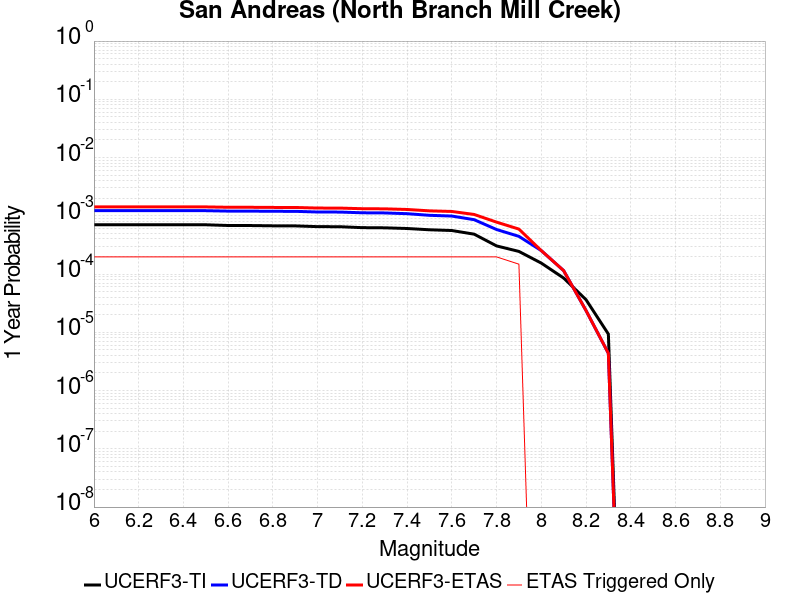 San Andreas (North Branch Mill Creek)
10^0
10^-1
10^-2
10^-3
10^-4
10^-5
10^-6
10^-7
10^-8
1 Year Probability
6 6.2 6.4 6.6 6.8 7 7.2 7.4 7.6 7.8 8 8.2 8.4 8.6 8.8 9
Magnitude
UCERF3-TI UCERF3-TD UCERF3-ETAS ETAS Triggered Only